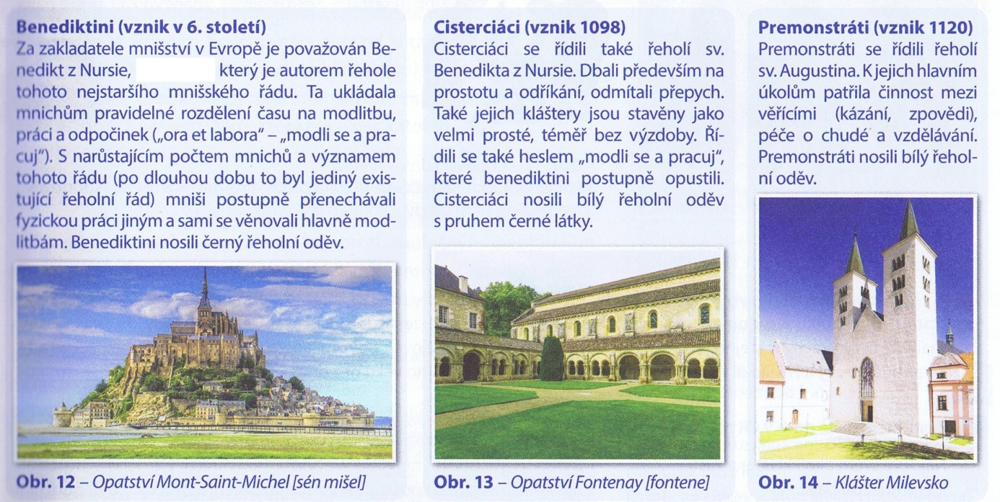 Benediktini (vznik v 6. století)
Za zakladatele mnišství v Evropě je považován Be-
nedikt z Nursie, který je autorem řehole
tohoto nejstaršího mnišského řádu. Ta ukládala
mnichům pravidelné rozdělení času na modlitbu,
práci a odpočinek („ora et labora“ – „modli se a pra-
cuj“). S narůstajícím počtem mnichů a významem
tohoto řádu (po dlouhou dobu to byl jediný exis-
tující řeholní řád) mniši postupně přenechávali
fyzickou práci jiným a sami se věnovali hlavně mod-
litbám. Benediktini nosili černý řeholní oděv.
Obr. 12 – Opatství Mont-Saint-Michel [sén mišel]
Cisterciáci (vznik 1098)
Cisterciáci se řídili také řeholí sv.
Benedikta z Nursie. Dbali především na
prostotu a odříkání, odmítali přepych.
Také jejich kláštery jsou stavěny jako
velmi prosté, téměř bez výzdoby. Ří-
dili se také heslem „modli se a pracuj“,
které benediktini postupně opustili.
Cisterciáci nosili bílý řeholní oděv
s pruhem černé látky.
Obr. 13 – Opatství Fontenay [fontene]
Premonstráti (vznik 1120)
Premonstráti se řídili řeholí
sv. Augustina. K jejich hlavním
úkolům patřila činnost mezi
věřícími (kázání, zpovědi),
péče o chudé a vzdělávání.
Premonstráti nosili bílý řehol-
ní oděv.
Obr. 14 – Klášter Milevsko